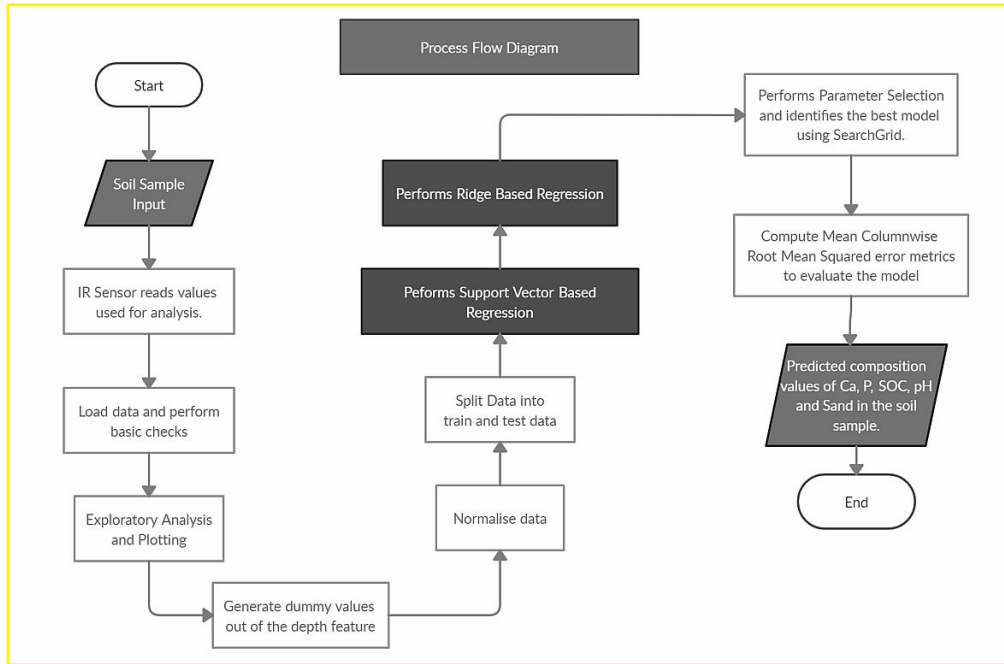 Process Flow Diagram
Start
Soil Sample
Input
IR Sensor reads values
used for analysis.
Load data and perform
basic checks
Exploratory Analysis
and Plotting
Generate dummy values
out of the depth feature
Normalise data
Split Data into
train and test data
Peforms Support Vector Based
Regression
Performs Ridge Based Regression
Performs Parameter Selection
and identifies the best model
using SearchGrid.
Compute Mean Columnwise
Root Mean Squared error metrics
to evaluate the model
Predicted composition
values of Ca, P, SOC, pH
and Sand in the soil
sample.
End